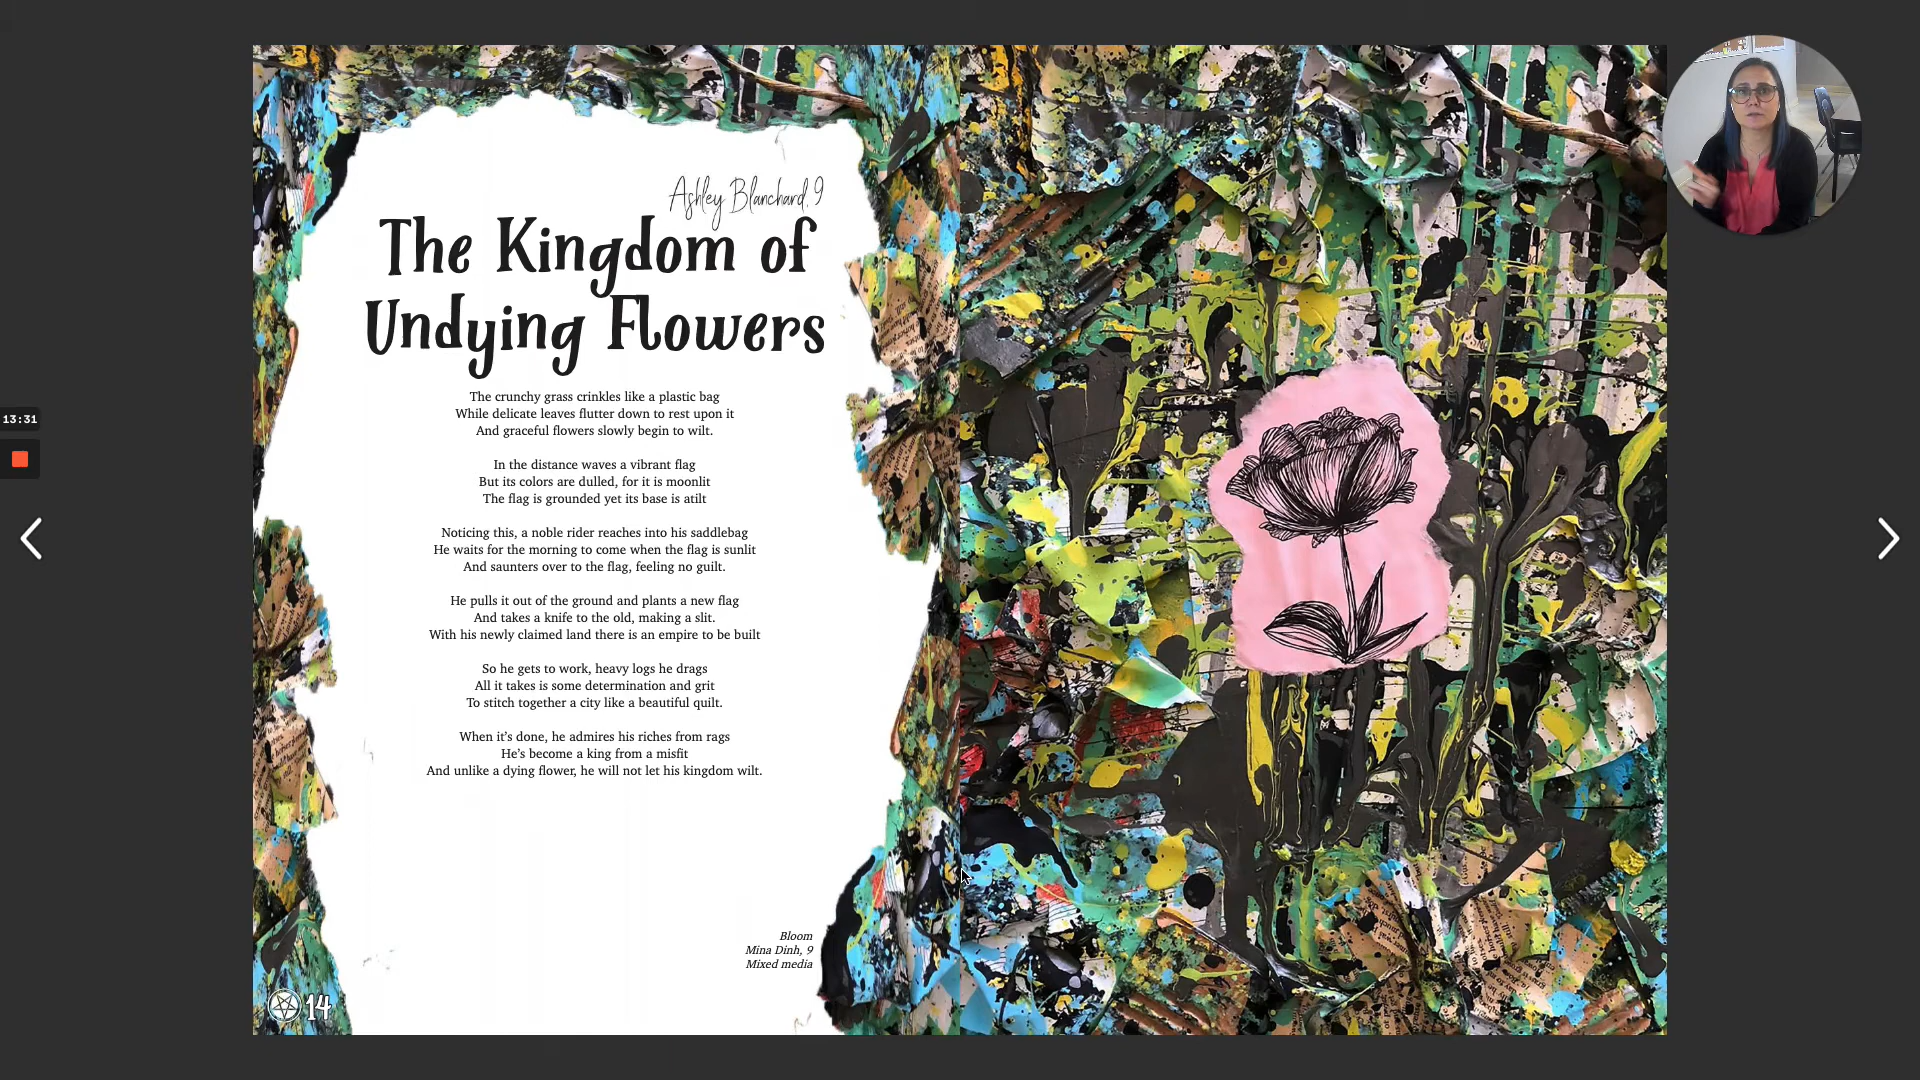 Ashley Blanchard, 9
The Kingdom of
Undying Flowers
The crunchy grass crinkles like a plastic bag
While delicate leaves flutter down to rest upon it
And graceful flowers slowly begin to wilt.
In the distance waves a vibrant flag
But its colors are dulled, for it is moonlit
The flag is grounded yet its base is atilt
Noticing this, a noble rider reaches into his saddlebag
He waits for the morning to come when the flag is sunlit
And saunters over to the flag, feeling no guilt.
He pulls it out of the ground and plants a new flag
And takes a knife to the old, making a slit.
With his newly claimed land there is an empire to be built
So he gets to work, heavy logs he drags
All it takes is some determination and grit
To stitch together a city like a beautiful quilt.
When it’s done, he admires his riches from rags
He’s become a king from a misfit
And unlike a dying flower, he will not let his kingdom wilt.
Bloom
Mina Dinh, 9
Mixed media
14
13:31